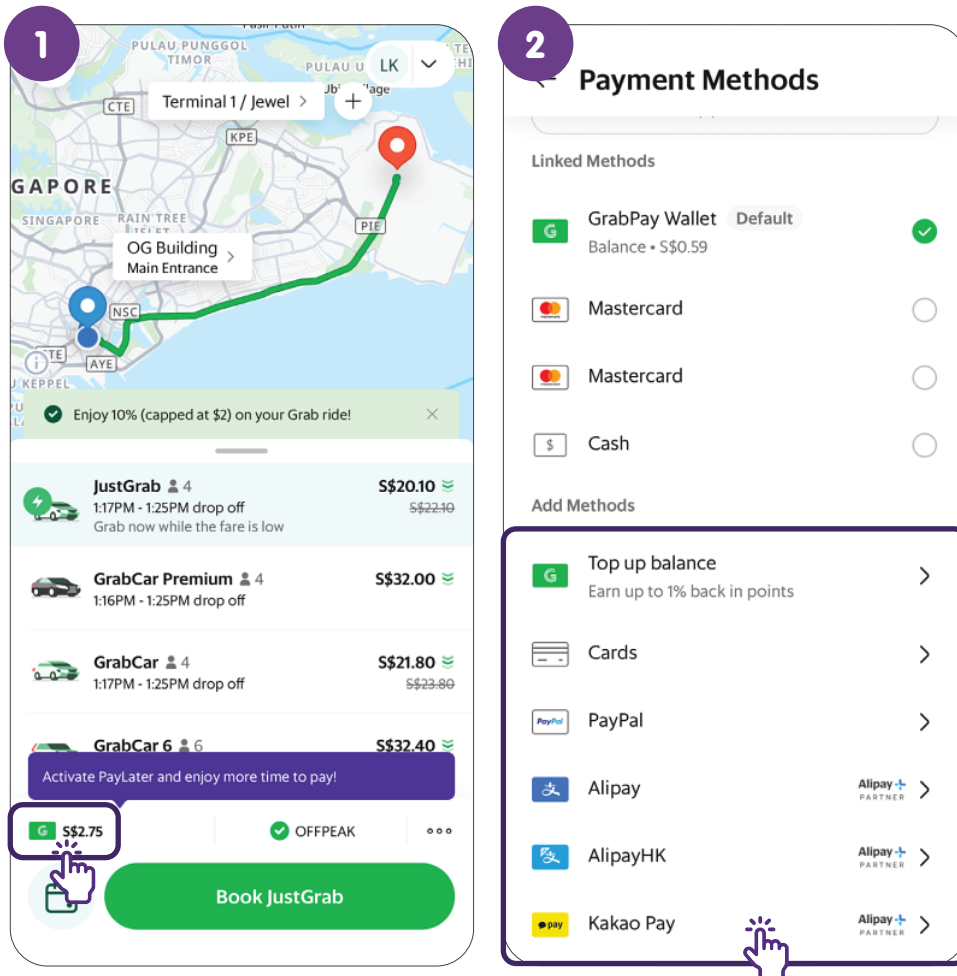 1
PULAU PUNGGOL
TIMOR
PULAU U
LK
CTE
Terminal 1 / Jewel >
+
KPE
GAPORE
SINGAPORE
RAIN TREE
ISLET
PIE
OG Building >
Main Entrance
NSC
CTE
AYE
KEPPEL
Enjoy 10% (capped at $2) on your Grab ride!
JustGrab 4
S$20.10
1:17PM - 1:25PM drop off
S$22.10
Grab now while the fare is low
GrabCar Premium 4
S$32.00
1:16PM - 1:25PM drop off
GrabCar 4
S$21.80
1:17PM - 1:25PM drop off
S$23.80
GrabCar 6 6
S$32.40
Activate PayLater and enjoy more time to pay!
G S$2.75
OFFPEAK
Book JustGrab
2
Payment Methods
Linked Methods
G
GrabPay Wallet Default
Balance • S$0.59
Mastercard
Mastercard
$ Cash
Add Methods
G
Top up balance
Earn up to 1% back in points
Cards
PayPal PayPal
支 Alipay
Alipay+
PARTNER
支 AlipayHK
Alipay+
PARTNER
pay Kakao Pay
Alipay+
PARTNER